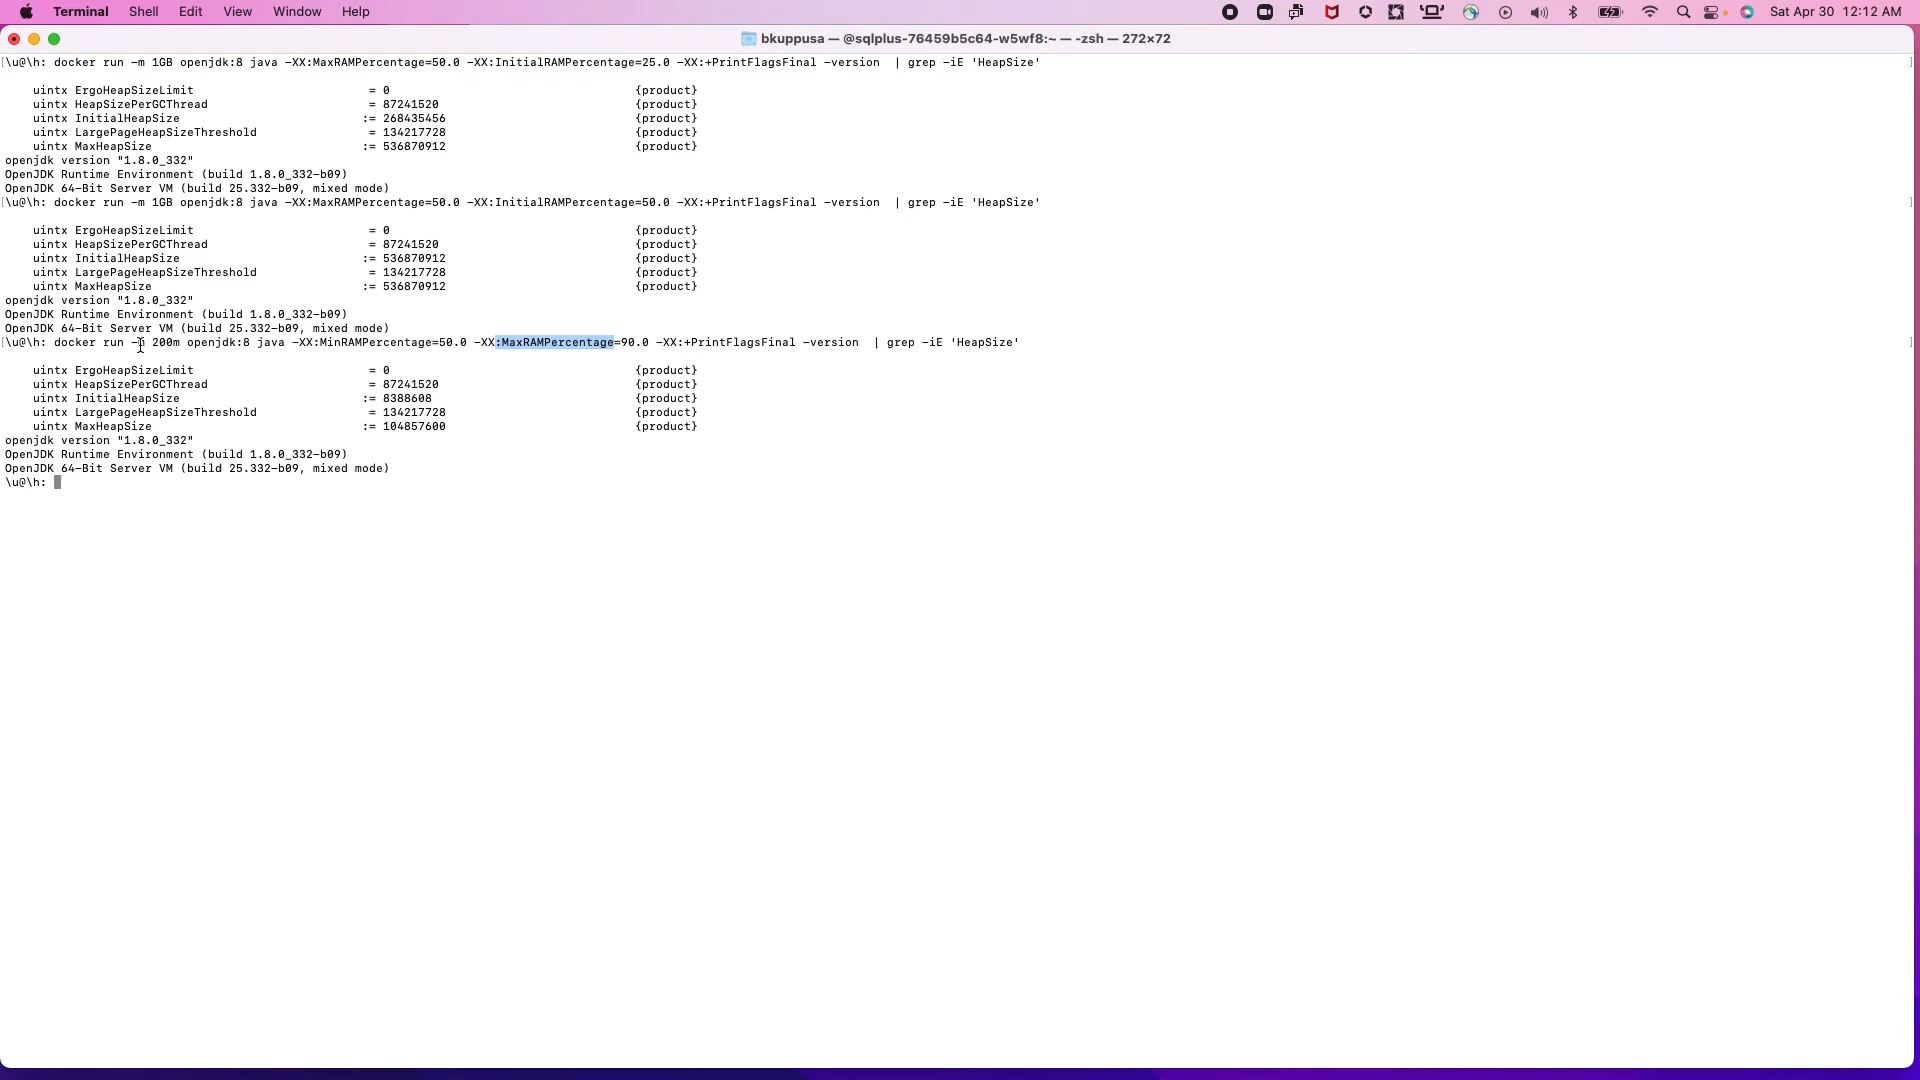 Terminal Shell Edit View Window Help Sat Apr 30 12:12 AM
bkuppusa — @sqlplus-76459b5c64-w5wf8:~ — -zsh — 272×72
[\u@\h: docker run -m 1GB openjdk:8 java -XX:MaxRAMPercentage=50.0 -XX:InitialRAMPercentage=25.0 -XX:+PrintFlagsFinal -version | grep -iE 'HeapSize' ]
uintx ErgoHeapSizeLimit = 0 {product}
uintx HeapSizePerGCThread = 87241520 {product}
uintx InitialHeapSize := 268435456 {product}
uintx LargePageHeapSizeThreshold = 134217728 {product}
uintx MaxHeapSize := 536870912 {product}
openjdk version "1.8.0_332"
OpenJDK Runtime Environment (build 1.8.0_332-b09)
OpenJDK 64-Bit Server VM (build 25.332-b09, mixed mode)
[\u@\h: docker run -m 1GB openjdk:8 java -XX:MaxRAMPercentage=50.0 -XX:InitialRAMPercentage=50.0 -XX:+PrintFlagsFinal -version | grep -iE 'HeapSize' ]
uintx ErgoHeapSizeLimit = 0 {product}
uintx HeapSizePerGCThread = 87241520 {product}
uintx InitialHeapSize := 536870912 {product}
uintx LargePageHeapSizeThreshold = 134217728 {product}
uintx MaxHeapSize := 536870912 {product}
openjdk version "1.8.0_332"
OpenJDK Runtime Environment (build 1.8.0_332-b09)
OpenJDK 64-Bit Server VM (build 25.332-b09, mixed mode)
[\u@\h: docker run -m 200m openjdk:8 java -XX:MinRAMPercentage=50.0 -XX:MaxRAMPercentage=90.0 -XX:+PrintFlagsFinal -version | grep -iE 'HeapSize' ]
uintx ErgoHeapSizeLimit = 0 {product}
uintx HeapSizePerGCThread = 87241520 {product}
uintx InitialHeapSize := 8388608 {product}
uintx LargePageHeapSizeThreshold = 134217728 {product}
uintx MaxHeapSize := 104857600 {product}
openjdk version "1.8.0_332"
OpenJDK Runtime Environment (build 1.8.0_332-b09)
OpenJDK 64-Bit Server VM (build 25.332-b09, mixed mode)
\u@\h: